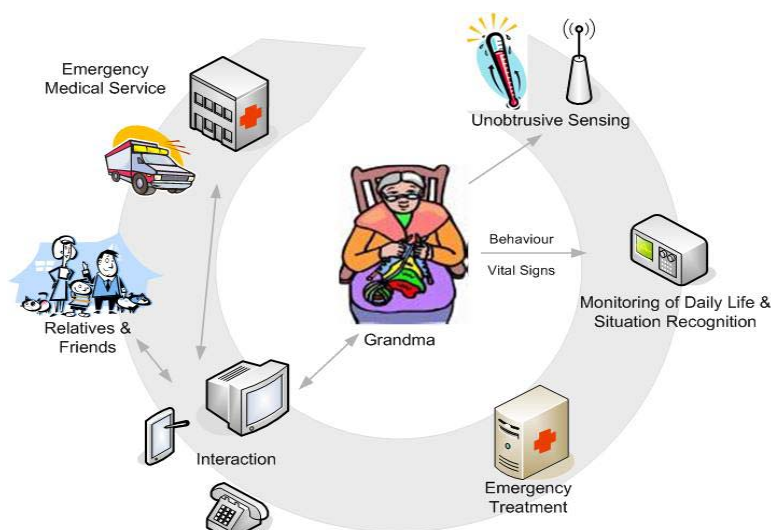 Emergency
Medical Service
Unobtrusive Sensing
Behaviour
Vital Signs
Monitoring of Daily Life &
Situation Recognition
Relatives &
Friends
Grandma
Interaction
Emergency
Treatment